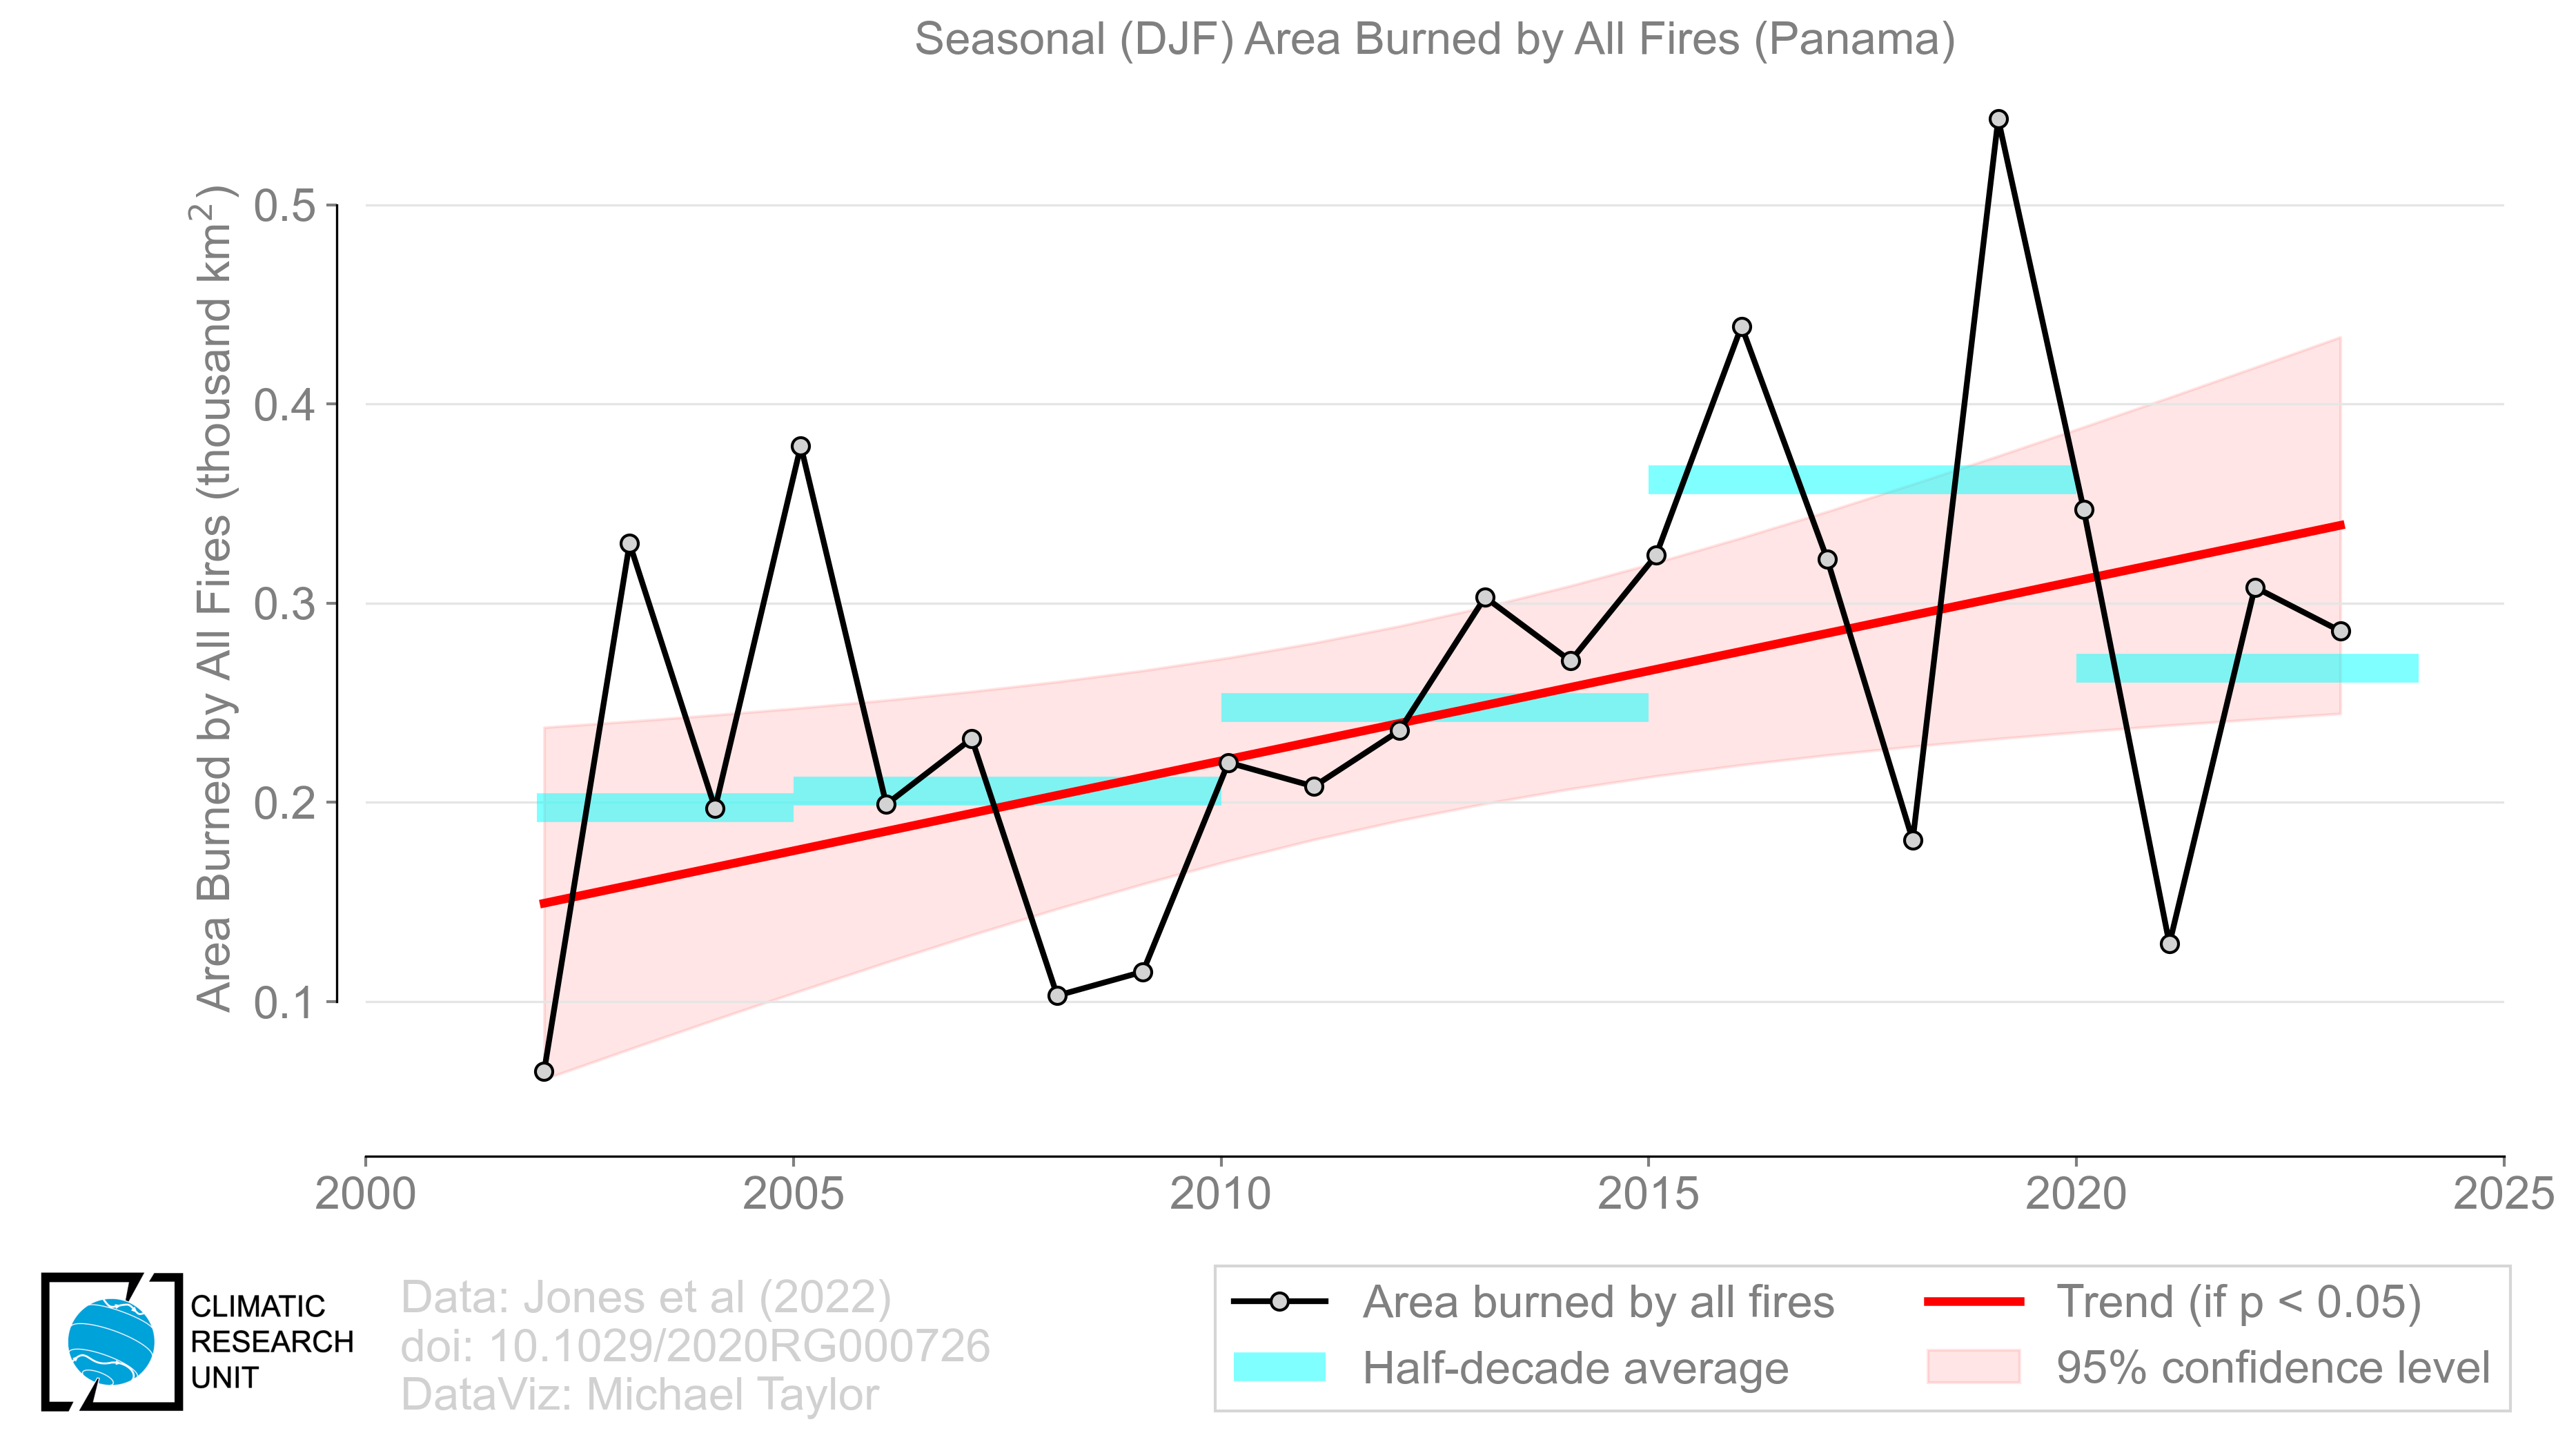 Seasonal (DJF) Area Burned by All Fires (Panama)
Area Burned by All Fires (thousand km²)
0.5
0.4
0.3
0.2
0.1
2000 2005 2010 2015 2020 2025
CLIMATIC
RESEARCH
UNIT
Data: Jones et al (2022)
doi: 10.1029/2020RG000726
DataViz: Michael Taylor
Area burned by all fires
Half-decade average
Trend (if p < 0.05)
95% confidence level